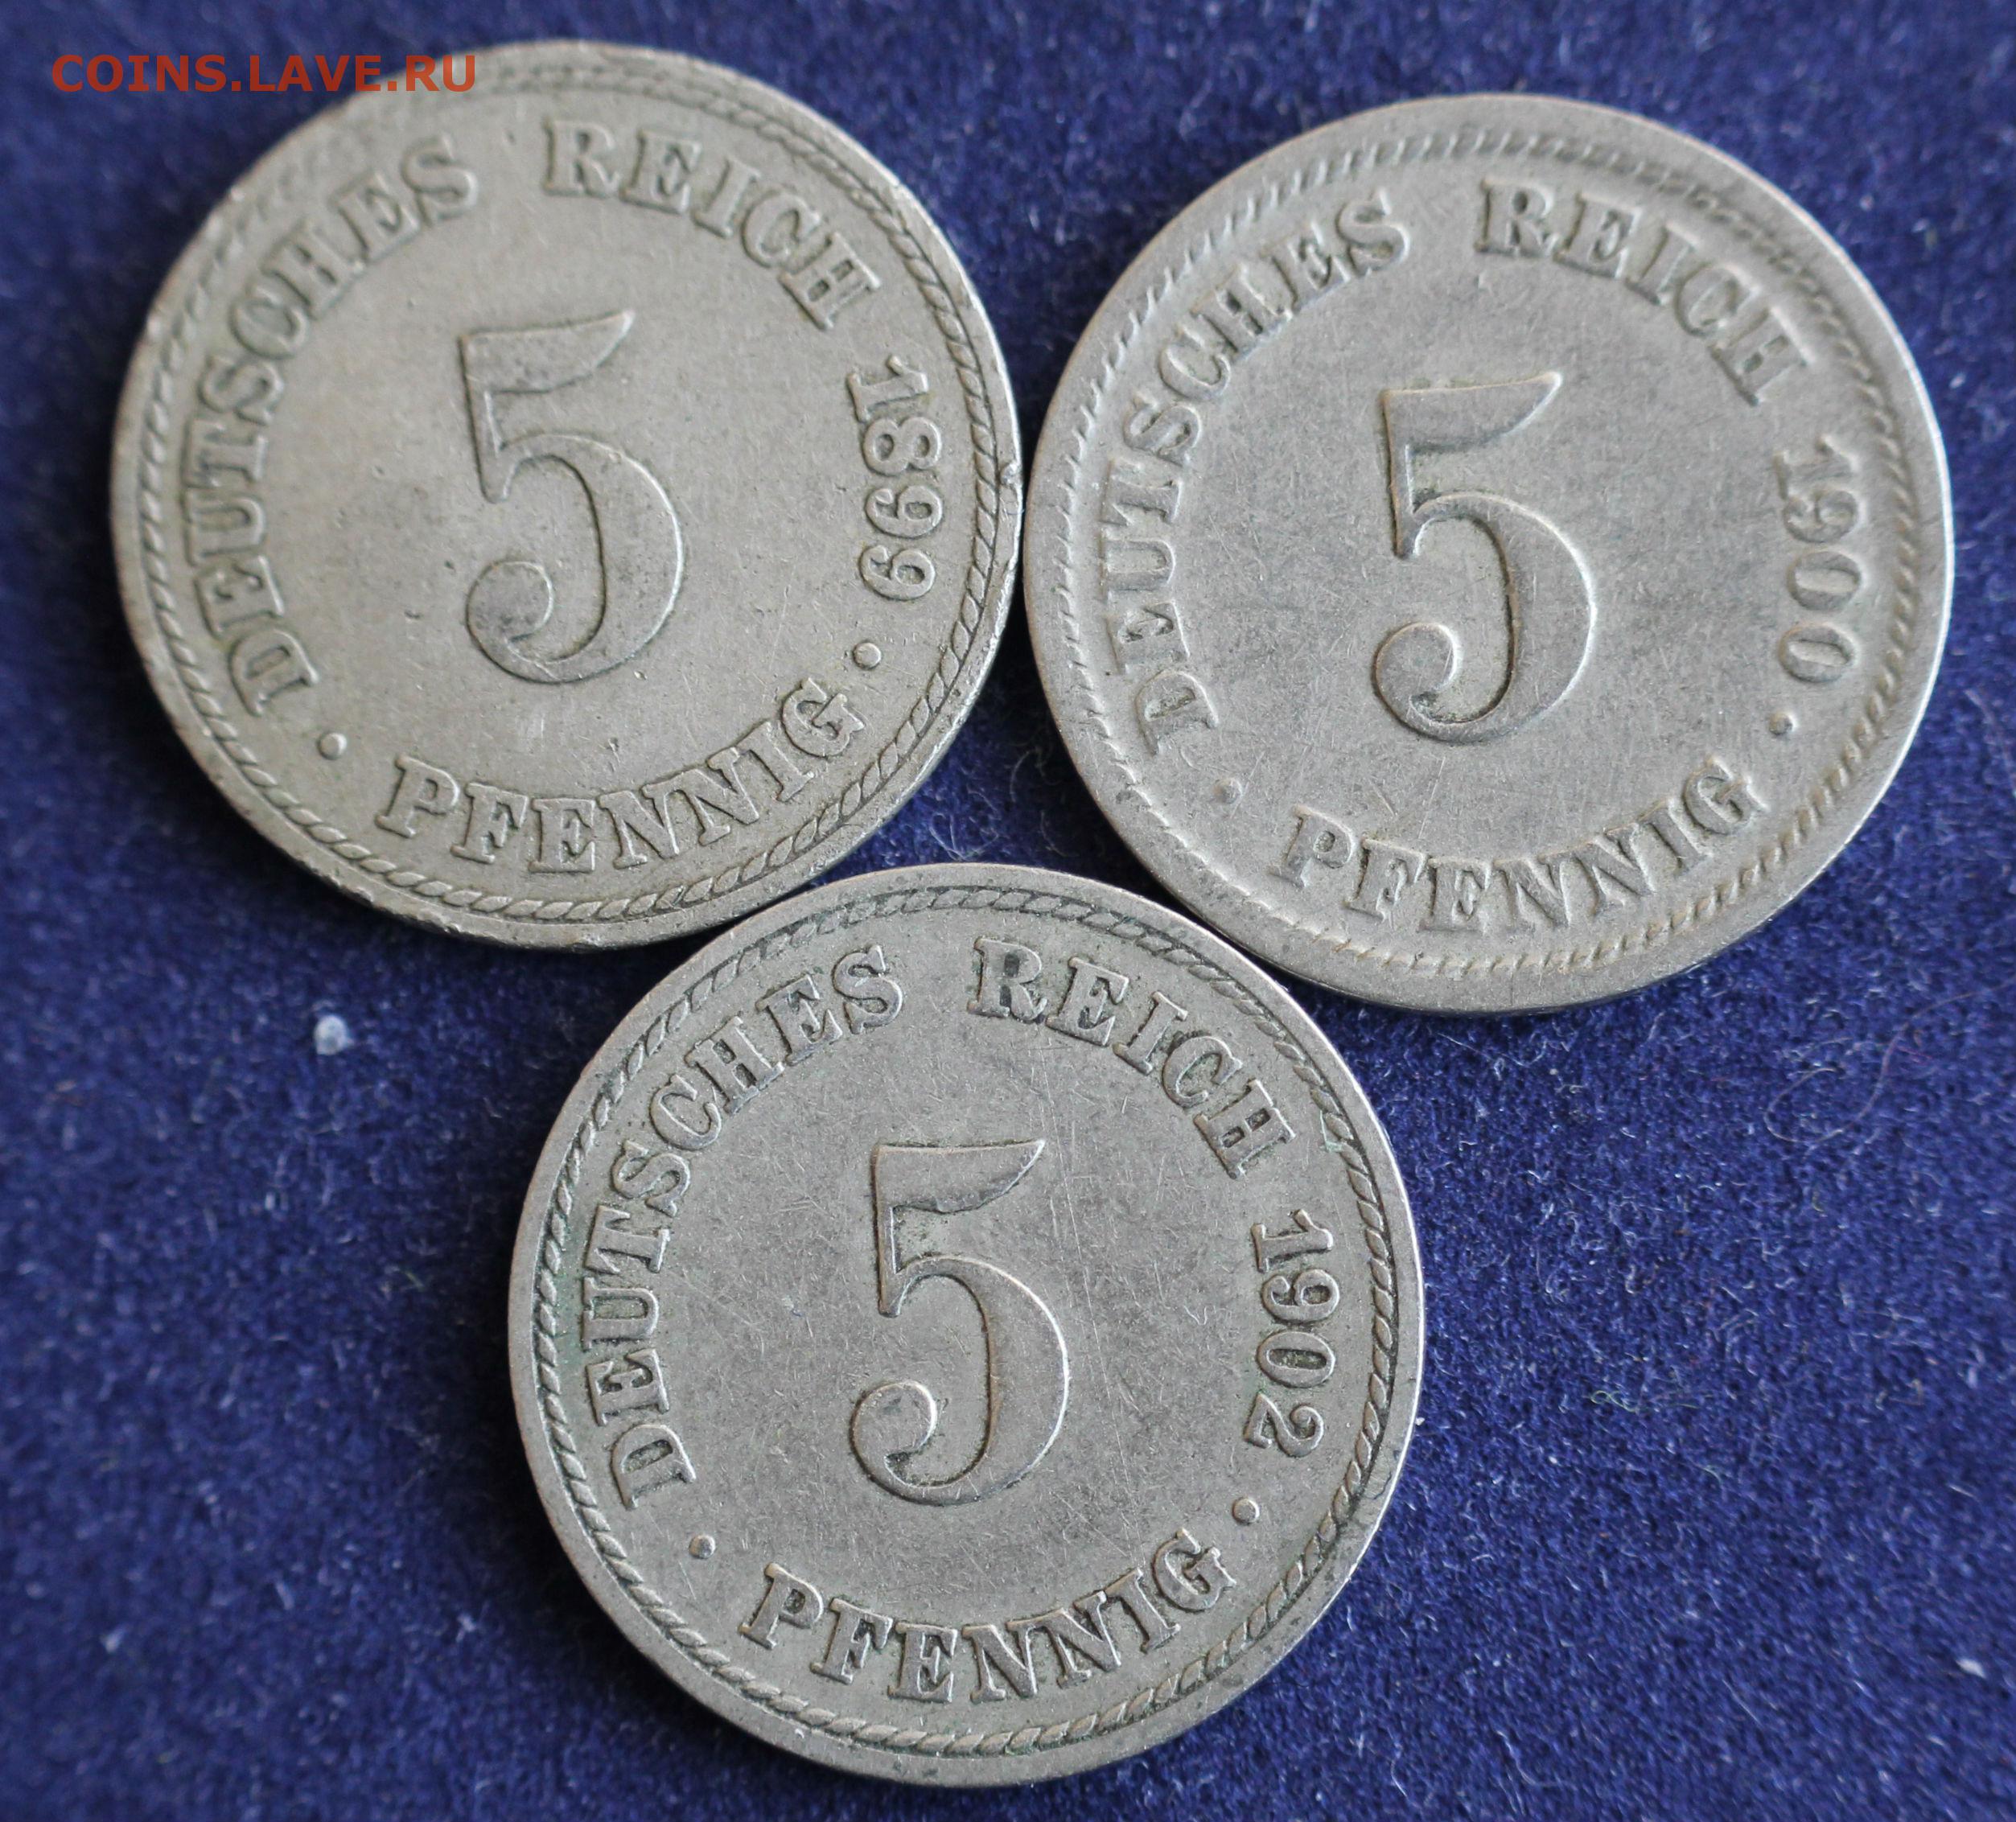 COINS.LAVE.RU
DEUTSCHES REICH 1899
5
· PFENNIG ·
DEUTSCHES REICH 1900
5
· PFENNIG ·
DEUTSCHES REICH 1902
5
· PFENNIG ·